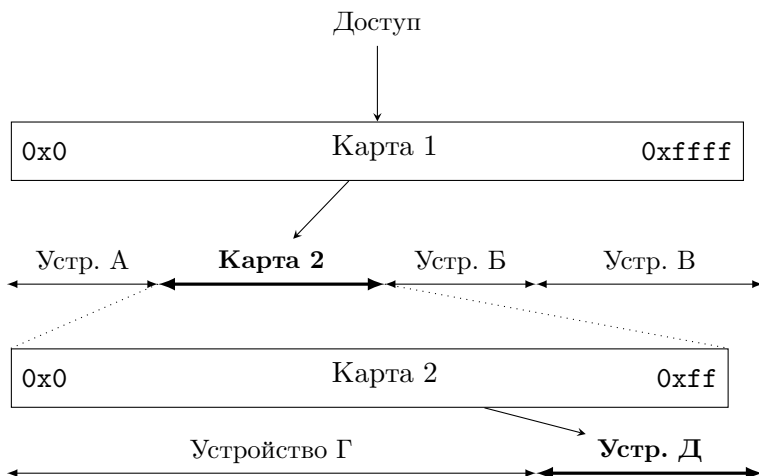 Доступ
0x0 Карта 1 0xffff
Устр. А Карта 2 Устр. Б Устр. В
0x0 Карта 2 0xff
Устройство Г Устр. Д